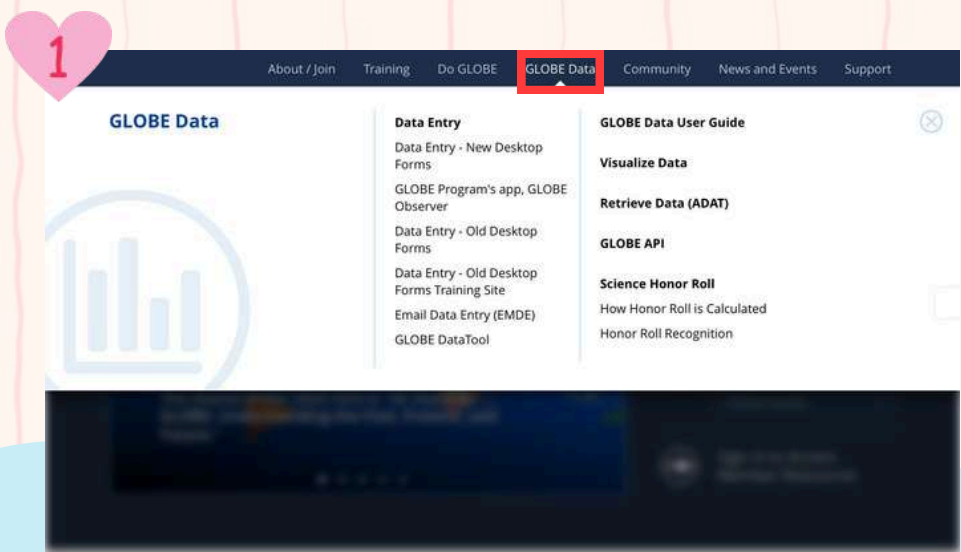 1
About / Join Training Do GLOBE GLOBE Data Community News and Events Support
GLOBE Data
Data Entry
Data Entry - New Desktop
Forms
GLOBE Program's app, GLOBE
Observer
Data Entry - Old Desktop
Forms
Data Entry - Old Desktop
Forms Training Site
Email Data Entry (EMDE)
GLOBE DataTool
GLOBE Data User Guide
Visualize Data
Retrieve Data (ADAT)
GLOBE API
Science Honor Roll
How Honor Roll is Calculated
Honor Roll Recognition